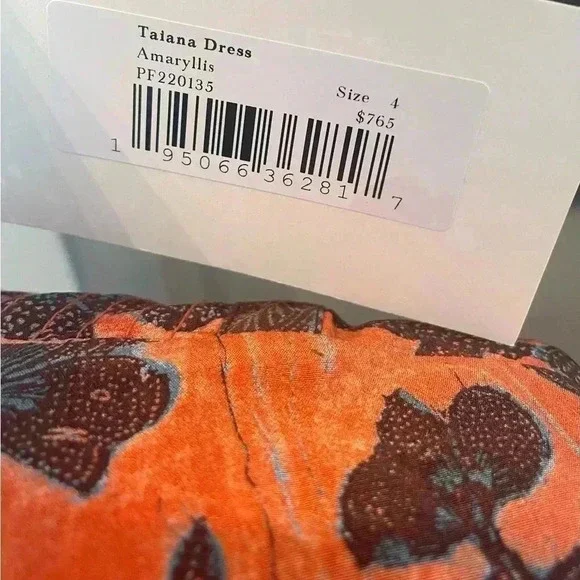 Taiana Dress
Amaryllis
PF220135
Size 4
$765
1 95066 36281 7